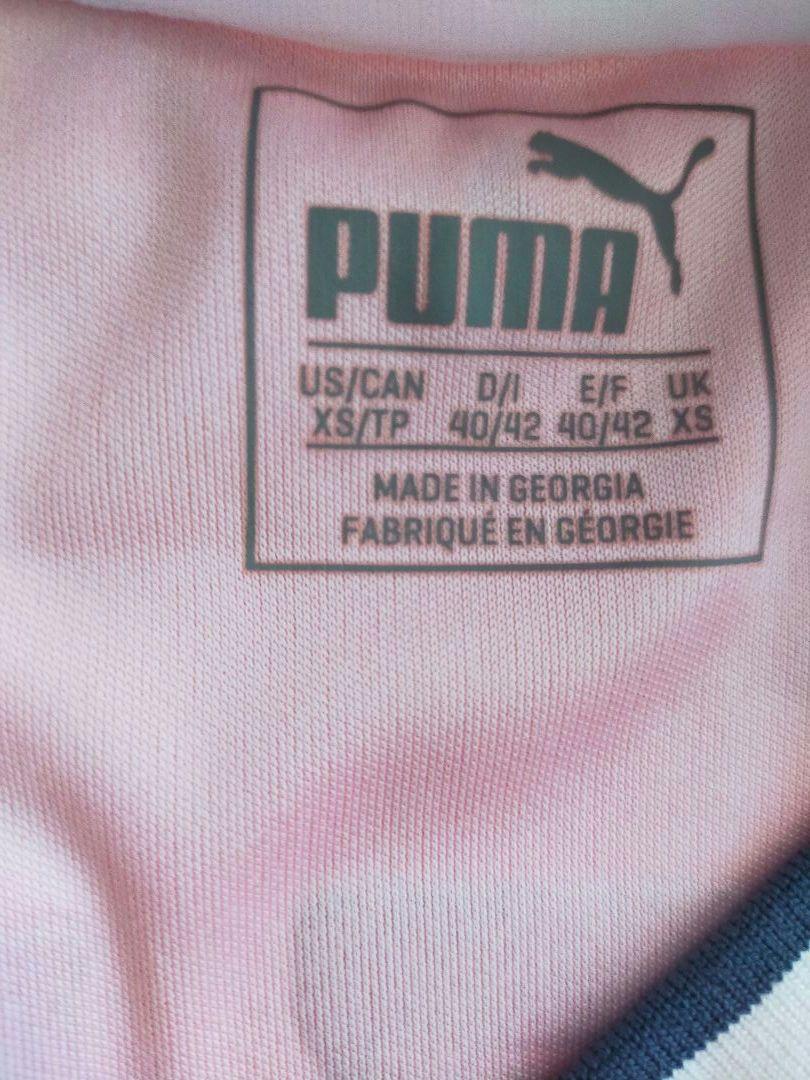 PUMA
US/CAN D/I E/F UK
XS/TP 40/42 40/42 XS
MADE IN GEORGIA
FABRIQUÉ EN GÉORGIE